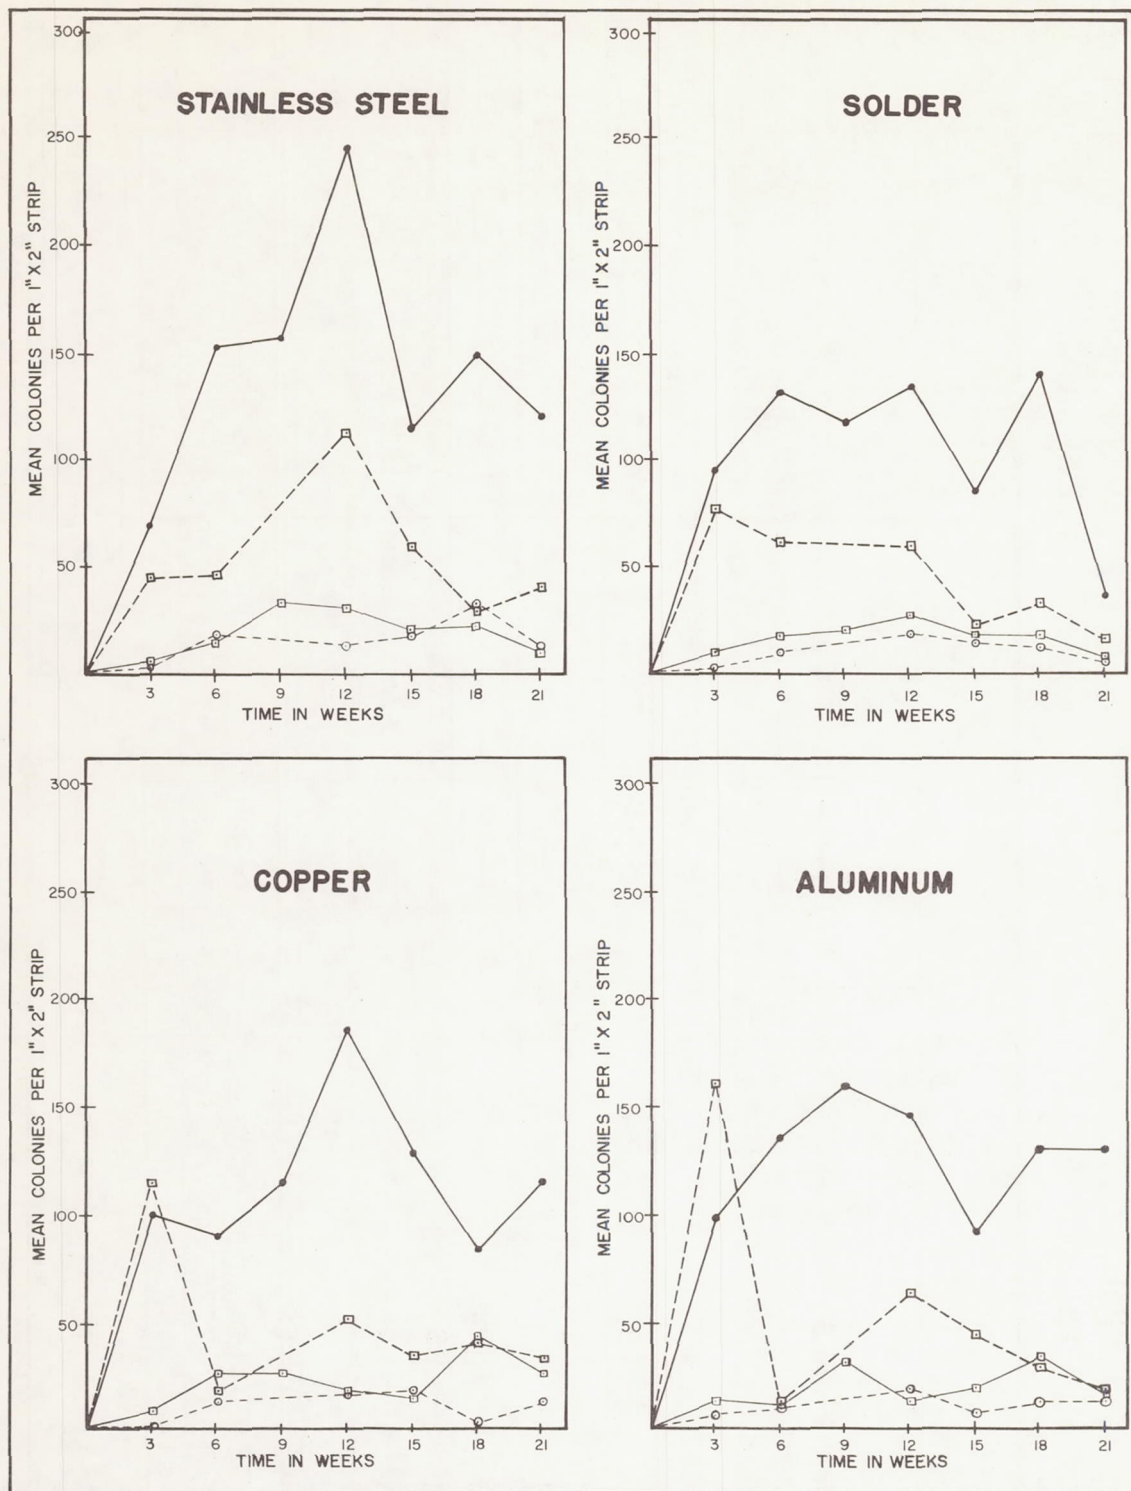 STAINLESS STEEL
300
250
200
150
100
50
MEAN COLONIES PER 1" X 2" STRIP
3 6 9 12 15 18 21
TIME IN WEEKS
SOLDER
300
250
200
150
100
50
MEAN COLONIES PER 1" X 2" STRIP
3 6 9 12 15 18 21
TIME IN WEEKS
COPPER
300
250
200
150
100
50
MEAN COLONIES PER 1" X 2" STRIP
3 6 9 12 15 18 21
TIME IN WEEKS
ALUMINUM
300
250
200
150
100
50
MEAN COLONIES PER 1" X 2" STRIP
3 6 9 12 15 18 21
TIME IN WEEKS